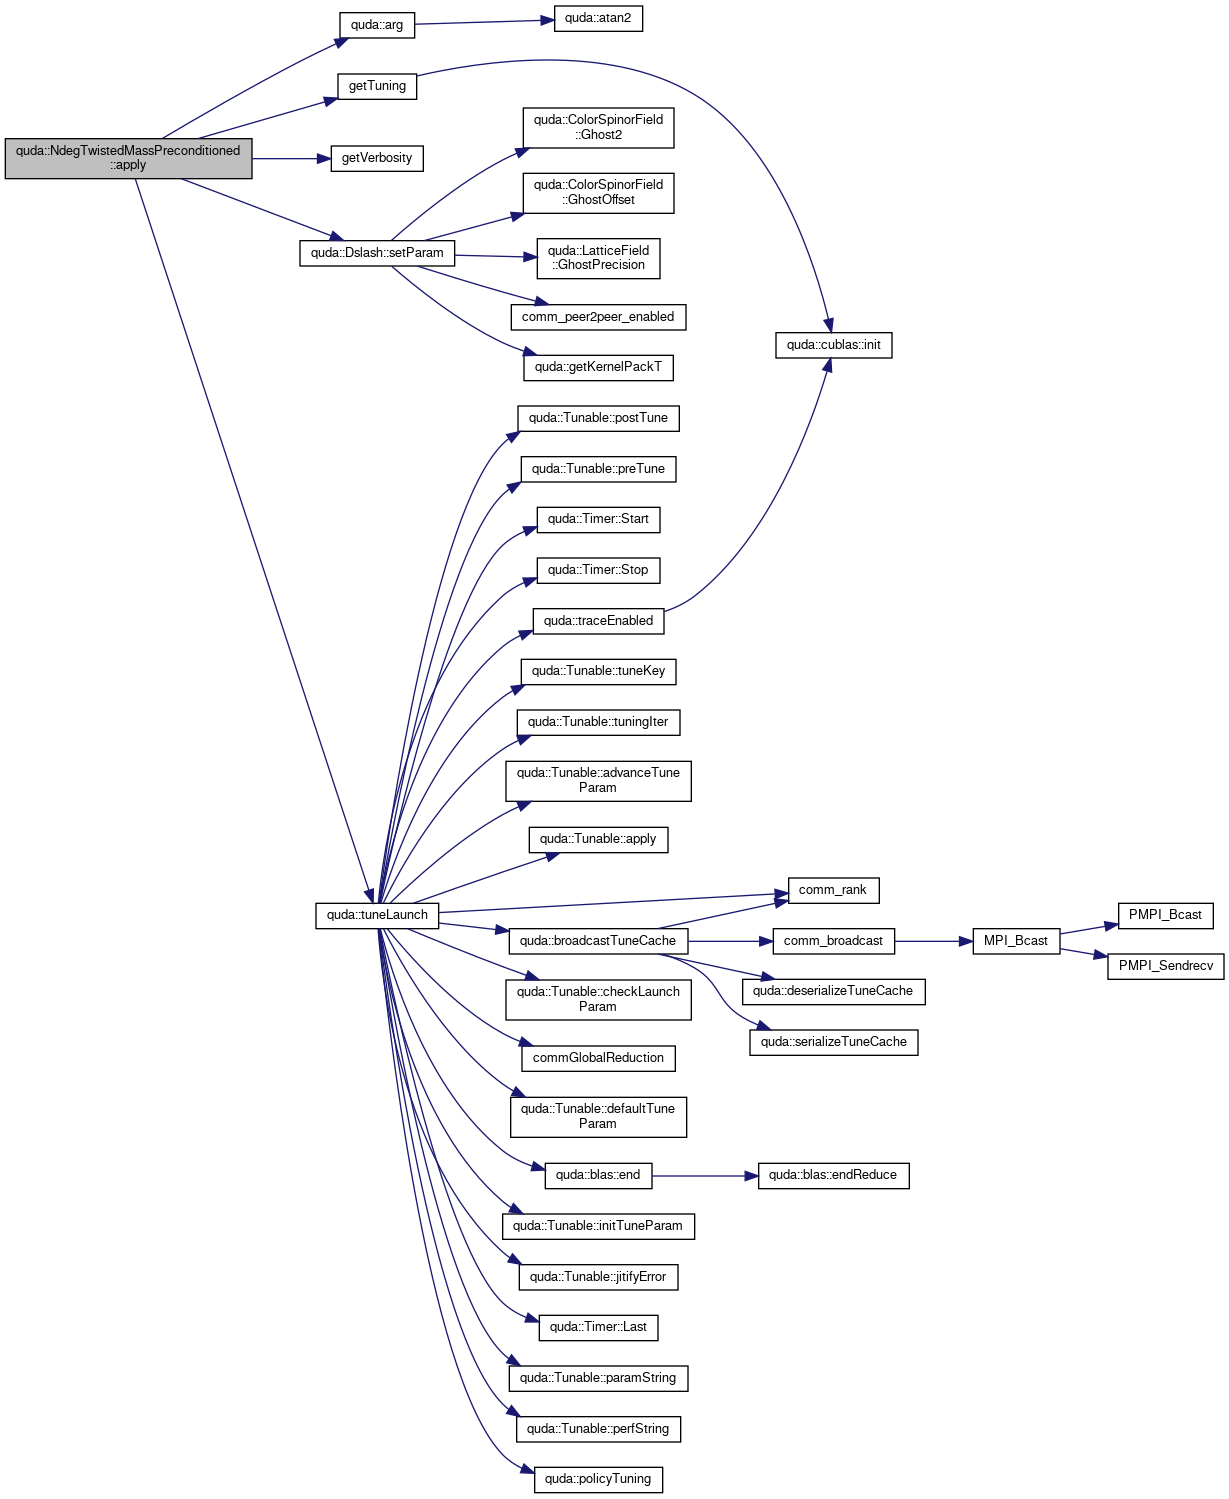 quda::arg
quda::atan2
getTuning
quda::NdegTwistedMassPreconditioned
::apply
getVerbosity
quda::Dslash::setParam
quda::ColorSpinorField
::Ghost2
quda::ColorSpinorField
::GhostOffset
quda::LatticeField
::GhostPrecision
comm_peer2peer_enabled
quda::getKernelPackT
quda::cublas::init
quda::Tunable::postTune
quda::Tunable::preTune
quda::Timer::Start
quda::Timer::Stop
quda::traceEnabled
quda::Tunable::tuneKey
quda::Tunable::tuningIter
quda::Tunable::advanceTune
Param
quda::Tunable::apply
quda::tuneLaunch
comm_rank
quda::broadcastTuneCache
comm_broadcast
MPI_Bcast
PMPI_Bcast
PMPI_Sendrecv
quda::deserializeTuneCache
quda::serializeTuneCache
quda::Tunable::checkLaunch
Param
commGlobalReduction
quda::Tunable::defaultTune
Param
quda::blas::end
quda::blas::endReduce
quda::Tunable::initTuneParam
quda::Tunable::jitifyError
quda::Timer::Last
quda::Tunable::paramString
quda::Tunable::perfString
quda::policyTuning